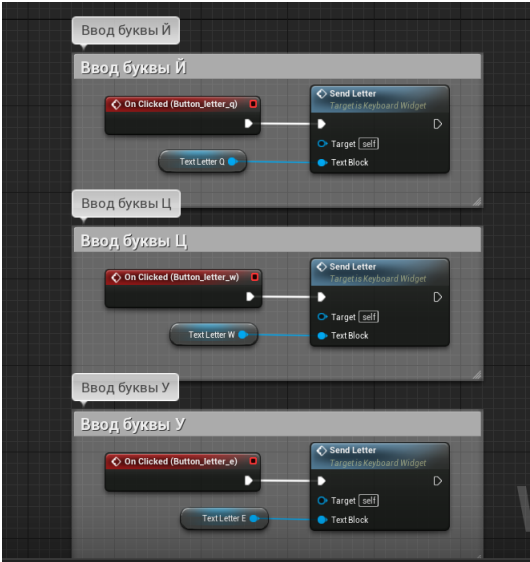 Ввод буквы Й
Ввод буквы Й
On Clicked (Button_letter_q)
Send Letter
Target is Keyboard Widget
Target self
Text Letter Q
Text Block
Ввод буквы Ц
Ввод буквы Ц
On Clicked (Button_letter_w)
Send Letter
Target is Keyboard Widget
Target self
Text Letter W
Text Block
Ввод буквы У
Ввод буквы У
On Clicked (Button_letter_e)
Send Letter
Target is Keyboard Widget
Target self
Text Letter E
Text Block